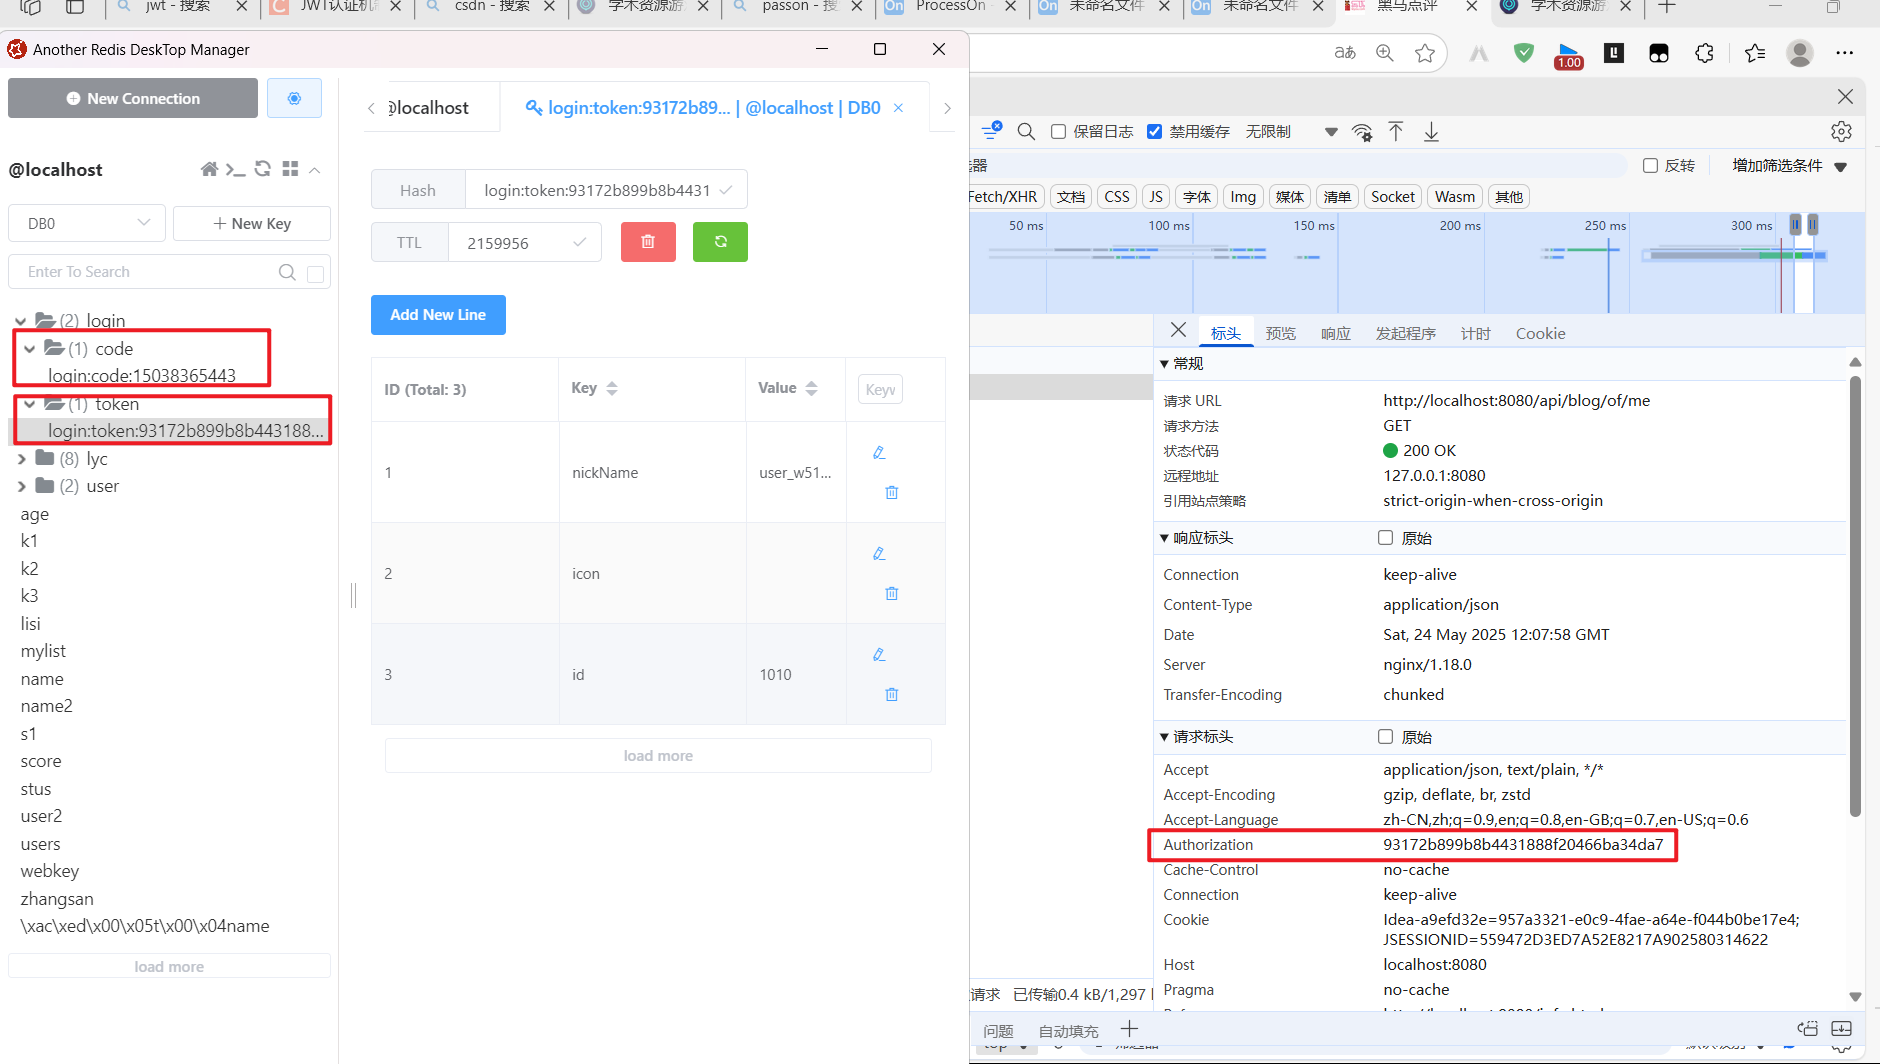 jwt - 搜索
JWT认证机
csdn - 搜索
学术资源游
passon - 搜
ProcessOn -
未命名文件
未命名文件
黑马点评
学术资源游
Another Redis DeskTop Manager
New Connection
@localhost
DB0
New Key
Enter To Search
(2) login
(1) code
login:code:15038365443
(1) token
login:token:93172b899b8b443188...
(8) lyc
(2) user
age
k1
k2
k3
lisi
mylist
name
name2
s1
score
stus
user2
users
webkey
zhangsan
\xac\xed\x00\x05t\x00\x04name
load more
@localhost
login:token:93172b89... | @localhost | DB0
Hash
login:token:93172b899b8b4431
TTL
2159956
Add New Line
ID (Total: 3)
Key
Value
Keyw
1
nickName
user_w51...
2
icon
3
id
1010
load more
aあ
1.00
保留日志
禁用缓存
无限制
选器
反转
增加筛选条件
Fetch/XHR
文档
CSS
JS
字体
Img
媒体
清单
Socket
Wasm
其他
50 ms
100 ms
150 ms
200 ms
250 ms
300 ms
标头
预览
响应
发起程序
计时
Cookie
常规
请求 URL
http://localhost:8080/api/blog/of/me
请求方法
GET
状态代码
200 OK
远程地址
127.0.0.1:8080
引用站点策略
strict-origin-when-cross-origin
响应标头
原始
Connection
keep-alive
Content-Type
application/json
Date
Sat, 24 May 2025 12:07:58 GMT
Server
nginx/1.18.0
Transfer-Encoding
chunked
请求标头
原始
Accept
application/json, text/plain, */*
Accept-Encoding
gzip, deflate, br, zstd
Accept-Language
zh-CN,zh;q=0.9,en;q=0.8,en-GB;q=0.7,en-US;q=0.6
Authorization
93172b899b8b4431888f20466ba34da7
Cache-Control
no-cache
Connection
keep-alive
Cookie
Idea-a9efd32e=957a3321-e0c9-4fae-a64e-f044b0be17e4;
JSESSIONID=559472D3ED7A52E8217A902580314622
Host
localhost:8080
Pragma
no-cache
请求
已传输0.4 kB/1,297
问题
自动填充